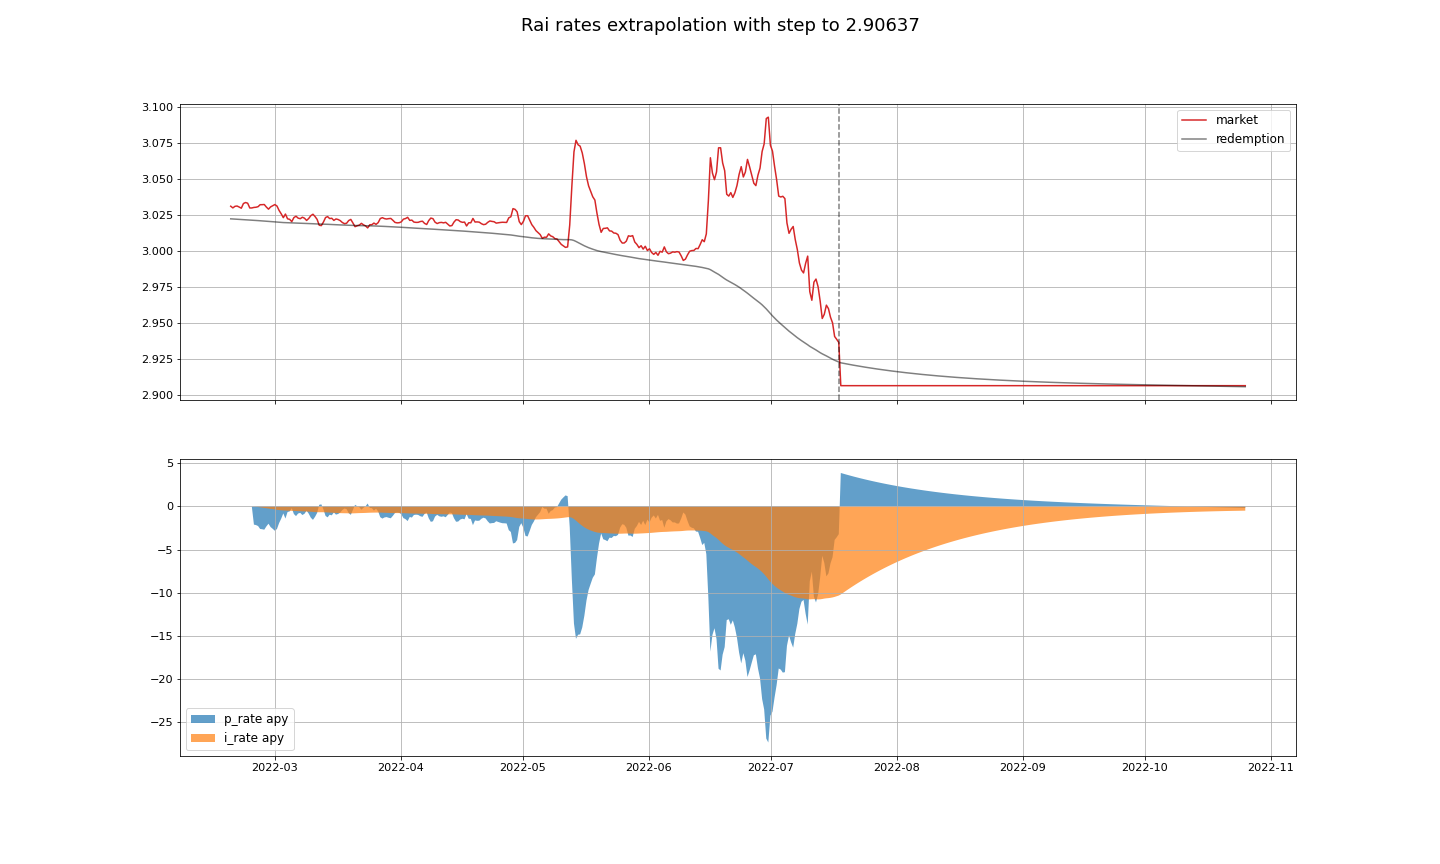 Rai rates extrapolation with step to 2.90637
3.100
3.075
3.050
3.025
3.000
2.975
2.950
2.925
2.900
market
redemption
5
0
−5
−10
−15
−20
−25
p_rate apy
i_rate apy
2022-03 2022-04 2022-05 2022-06 2022-07 2022-08 2022-09 2022-10 2022-11